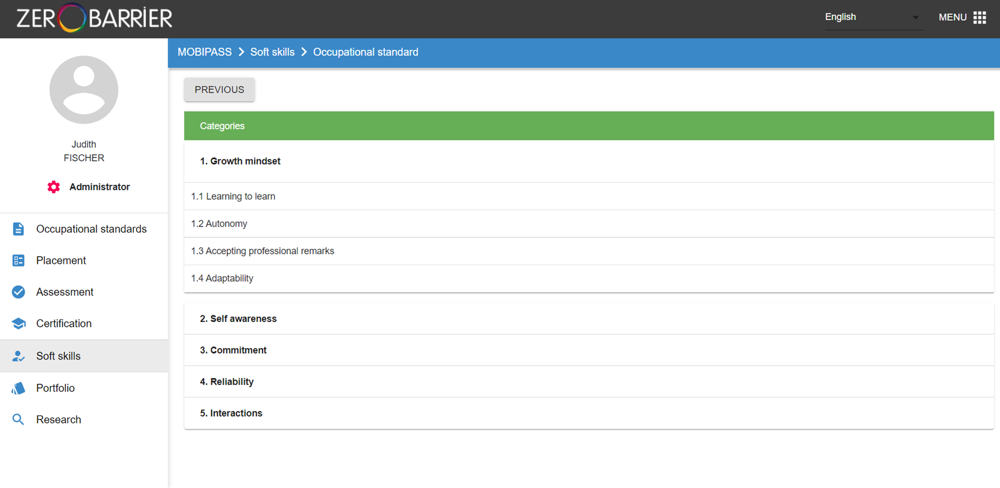 ZEROBARRiER
English
MENU
Judith
FISCHER
Administrator
Occupational standards
Placement
Assessment
Certification
Soft skills
Portfolio
Research
MOBIPASS > Soft skills > Occupational standard
PREVIOUS
Categories
1. Growth mindset
1.1 Learning to learn
1.2 Autonomy
1.3 Accepting professional remarks
1.4 Adaptability
2. Self awareness
3. Commitment
4. Reliability
5. Interactions